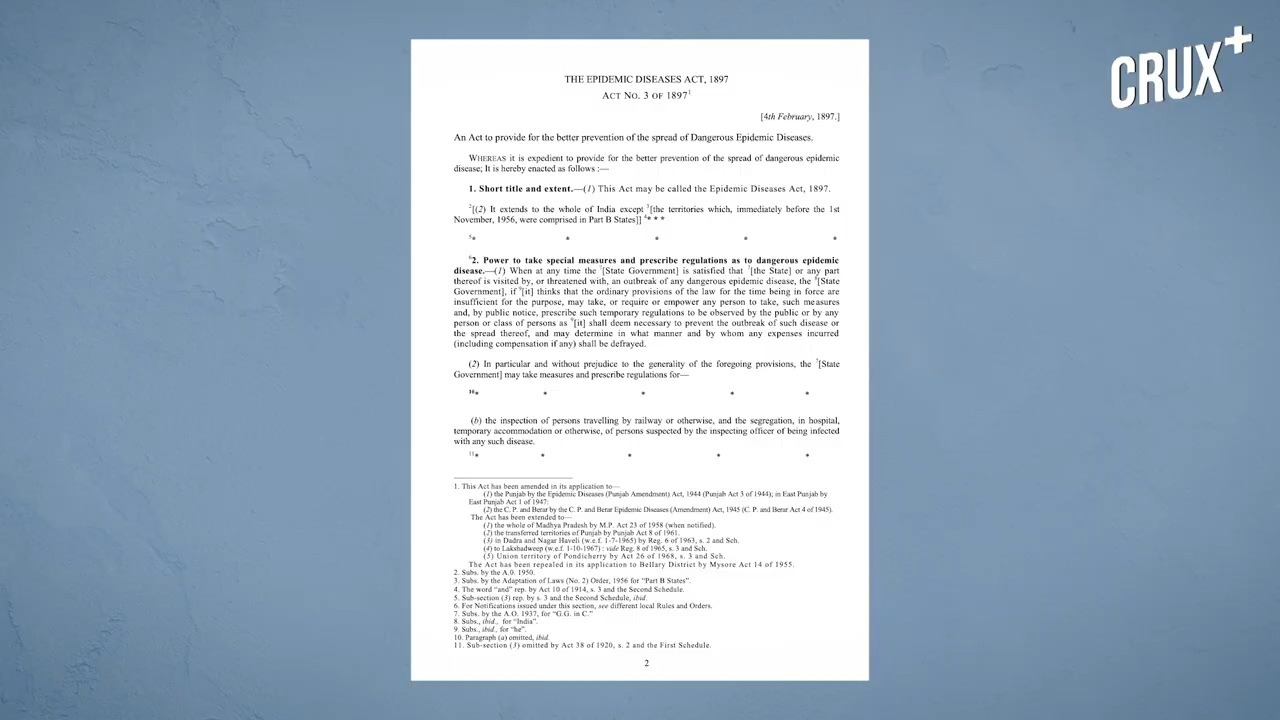 CRUX+
THE EPIDEMIC DISEASES ACT, 1897
ACT NO. 3 OF 1897¹
[4th February, 1897.]
An Act to provide for the better prevention of the spread of Dangerous Epidemic Diseases.
WHEREAS it is expedient to provide for the better prevention of the spread of dangerous epidemic
disease; It is hereby enacted as follows :—
1. Short title and extent.—(1) This Act may be called the Epidemic Diseases Act, 1897.
²[(2) It extends to the whole of India except ³[the territories which, immediately before the 1st
November, 1956, were comprised in Part B States]] ⁴* * *
⁵* * * * *
⁶2. Power to take special measures and prescribe regulations as to dangerous epidemic
disease.—(1) When at any time the ⁷[State Government] is satisfied that ⁷[the State] or any part
thereof is visited by, or threatened with, an outbreak of any dangerous epidemic disease, the ⁸[State
Government], if ⁹[it] thinks that the ordinary provisions of the law for the time being in force are
insufficient for the purpose, may take, or require or empower any person to take, such measures
and, by public notice, prescribe such temporary regulations to be observed by the public or by any
person or class of persons as ⁹[it] shall deem necessary to prevent the outbreak of such disease or
the spread thereof, and may determine in what manner and by whom any expenses incurred
(including compensation if any) shall be defrayed.
(2) In particular and without prejudice to the generality of the foregoing provisions, the ⁷[State
Government] may take measures and prescribe regulations for—
¹⁰* * * * *
(b) the inspection of persons travelling by railway or otherwise, and the segregation, in hospital,
temporary accommodation or otherwise, of persons suspected by the inspecting officer of being infected
with any such disease.
¹¹* * * * *
1. This Act has been amended in its application to—
(1) the Punjab by the Epidemic Diseases (Punjab Amendment) Act, 1944 (Punjab Act 3 of 1944); in East Punjab by
East Punjab Act 1 of 1947:
(2) the C. P. and Berar by the C. P. and Berar Epidemic Diseases (Amendment) Act, 1945 (C. P. and Berar Act 4 of 1945).
The Act has been extended to—
(1) the whole of Madhya Pradesh by M.P. Act 23 of 1958 (when notified).
(2) the transferred territories of Punjab by Punjab Act 8 of 1961.
(3) in Dadra and Nagar Haveli (w.e.f. 1-7-1965) by Reg. 6 of 1963, s. 2 and Sch.
(4) to Lakshadweep (w.e.f. 1-10-1967) : vide Reg. 8 of 1965, s. 3 and Sch.
(5) Union territory of Pondicherry by Act 26 of 1968, s. 3 and Sch.
The Act has been repealed in its application to Bellary District by Mysore Act 14 of 1955.
2. Subs. by the A.0. 1950.
3. Subs. by the Adaptation of Laws (No. 2) Order, 1956 for "Part B States".
4. The word "and" rep. by Act 10 of 1914, s. 3 and the Second Schedule.
5. Sub-section (3) rep. by s. 3 and the Second Schedule, ibid.
6. For Notifications issued under this section, see different local Rules and Orders.
7. Subs. by the A.O. 1937, for "G.G. in C."
8. Subs., ibid., for "India".
9. Subs., ibid., for "he".
10. Paragraph (a) omitted, ibid.
11. Sub-section (3) omitted by Act 38 of 1920, s. 2 and the First Schedule.
2